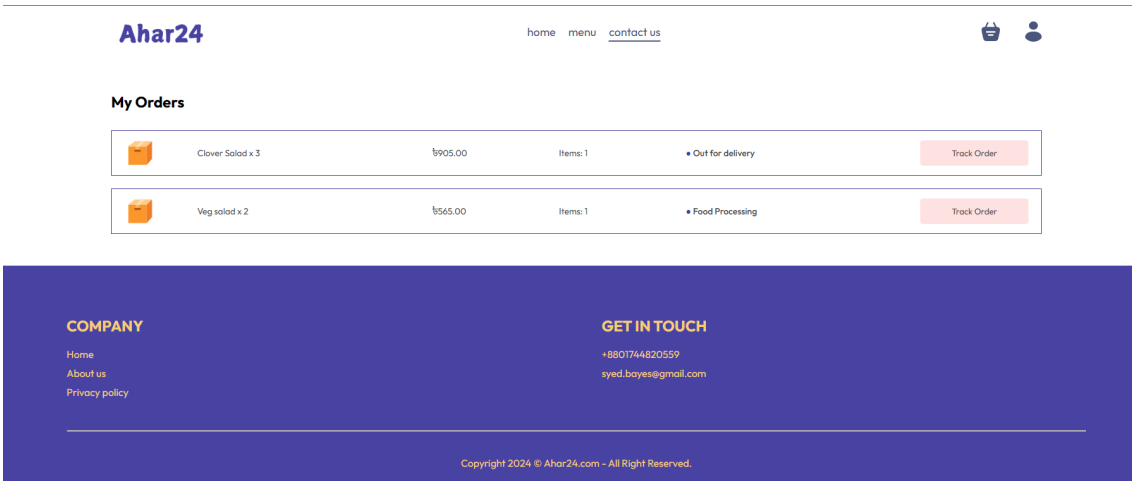 Ahar24
home menu contact us
My Orders
Clover Salad x 3 ৳905.00 Items: 1 • Out for delivery Track Order
Veg salad x 2 ৳565.00 Items: 1 • Food Processing Track Order
COMPANY
Home
About us
Privacy policy
GET IN TOUCH
+8801744820559
syed.bayes@gmail.com
Copyright 2024 © Ahar24.com - All Right Reserved.